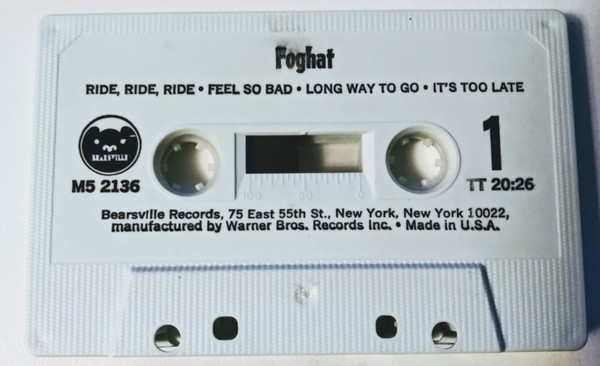 Foghat
RIDE, RIDE, RIDE • FEEL SO BAD • LONG WAY TO GO • IT'S TOO LATE
BEARSVILLE
1
M5 2136
TT 20:26
100 50 0
Bearsville Records, 75 East 55th St., New York, New York 10022,
manufactured by Warner Bros. Records Inc. • Made in U.S.A.